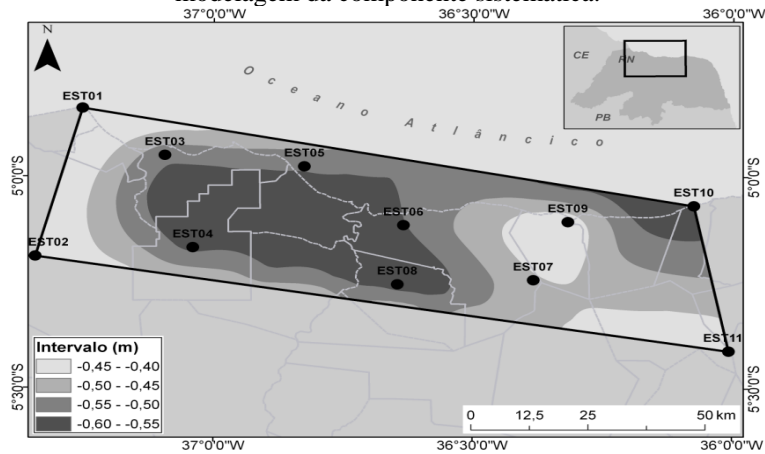 modelagem da componente sistemática.
37°0'0"W 36°30'0"W 36°0'0"W
N
CE
RN
PB
Oceano Atlâncico
EST01
EST03
EST05
5°0'0"S
5°0'0"S
EST10
EST09
EST06
EST02
EST04
EST08
EST07
EST11
Intervalo (m)
-0,45 - -0,40
-0,50 - -0,45
-0,55 - -0,50
-0,60 - -0,55
5°30'0"S
5°30'0"S
0 12,5 25 50 km
37°0'0"W 36°30'0"W 36°0'0"W